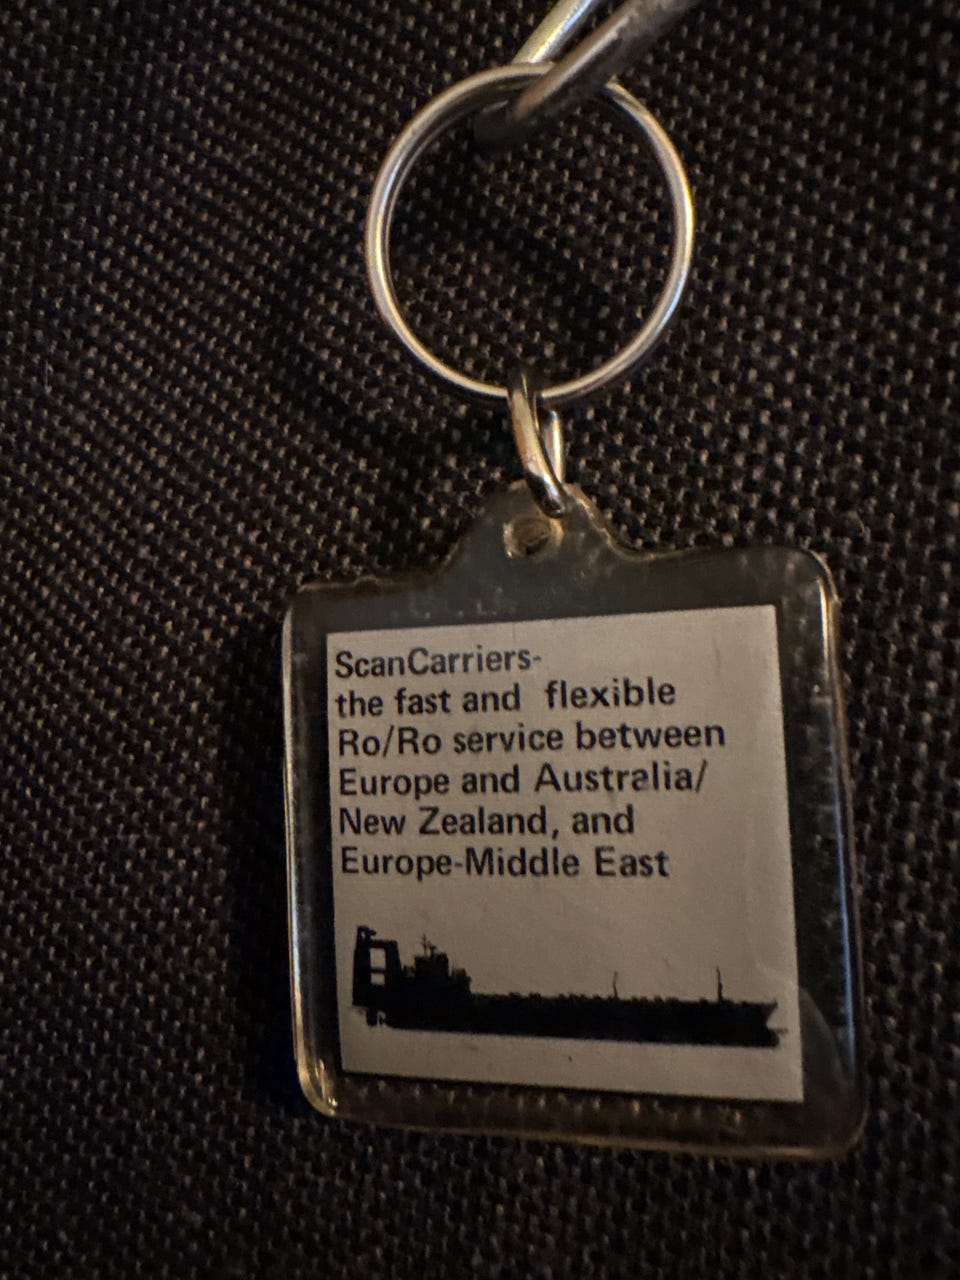 ScanCarriers-
the fast and flexible
Ro/Ro service between
Europe and Australia/
New Zealand, and
Europe-Middle East